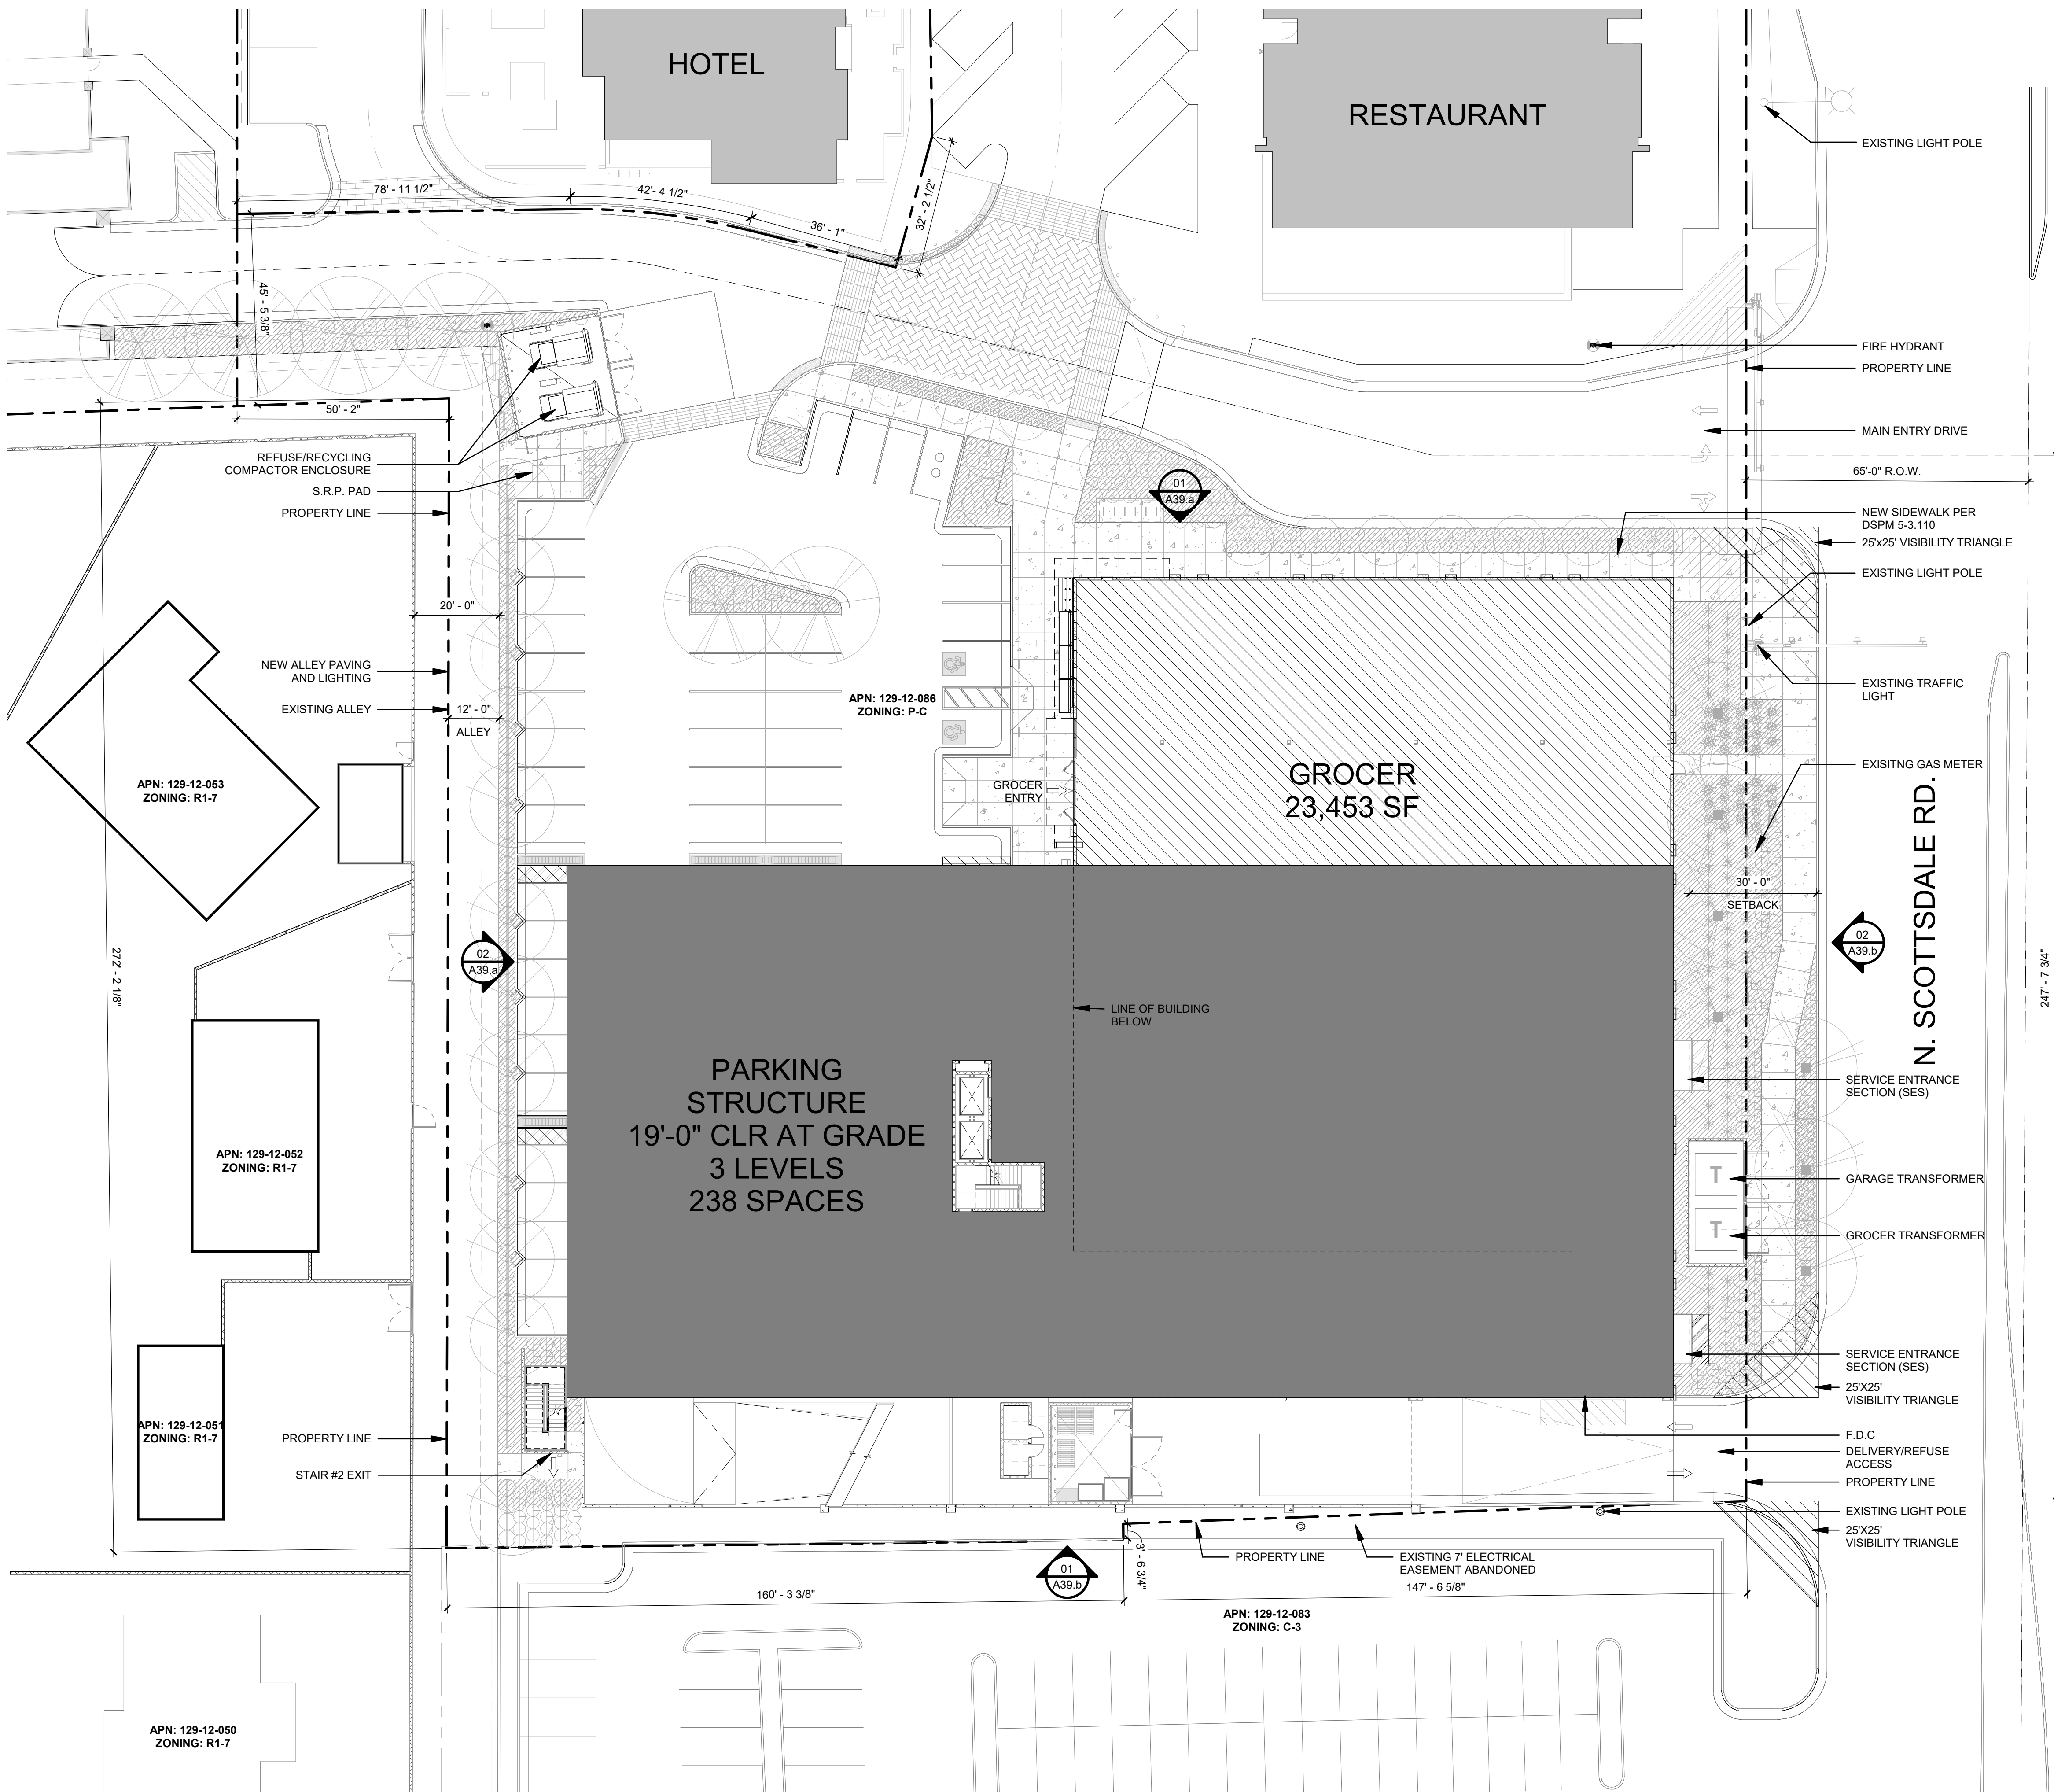 HOTEL
RESTAURANT
EXISTING LIGHT POLE
78' - 11 1/2"
42'- 4 1/2"
36' - 1"
32' - 2 1/2"
45' - 5 3/8"
FIRE HYDRANT
PROPERTY LINE
50' - 2"
MAIN ENTRY DRIVE
REFUSE/RECYCLING
COMPACTOR ENCLOSURE
65'-0" R.O.W.
S.R.P. PAD
PROPERTY LINE
01
A39.a
NEW SIDEWALK PER
DSPM 5-3.110
25'x25' VISIBILITY TRIANGLE
EXISTING LIGHT POLE
20' - 0"
NEW ALLEY PAVING
AND LIGHTING
EXISTING TRAFFIC
LIGHT
EXISTING ALLEY
12' - 0"
ALLEY
APN: 129-12-086
ZONING: P-C
APN: 129-12-053
ZONING: R1-7
GROCER
ENTRY
GROCER
23,453 SF
EXISITNG GAS METER
30' - 0"
SETBACK
N. SCOTTSDALE RD.
02
A39.a
02
A39.b
272' - 2 1/8"
247' - 7 3/4"
LINE OF BUILDING
BELOW
PARKING
STRUCTURE
19'-0" CLR AT GRADE
3 LEVELS
238 SPACES
SERVICE ENTRANCE
SECTION (SES)
APN: 129-12-052
ZONING: R1-7
T
GARAGE TRANSFORMER
T
GROCER TRANSFORMER
SERVICE ENTRANCE
SECTION (SES)
25'X25'
VISIBILITY TRIANGLE
APN: 129-12-051
ZONING: R1-7
PROPERTY LINE
F.D.C
DELIVERY/REFUSE
ACCESS
STAIR #2 EXIT
PROPERTY LINE
EXISTING LIGHT POLE
25'X25'
VISIBILITY TRIANGLE
PROPERTY LINE
EXISTING 7' ELECTRICAL
EASEMENT ABANDONED
01
A39.b
3' - 6 3/4"
160' - 3 3/8"
147' - 6 5/8"
APN: 129-12-083
ZONING: C-3
APN: 129-12-050
ZONING: R1-7